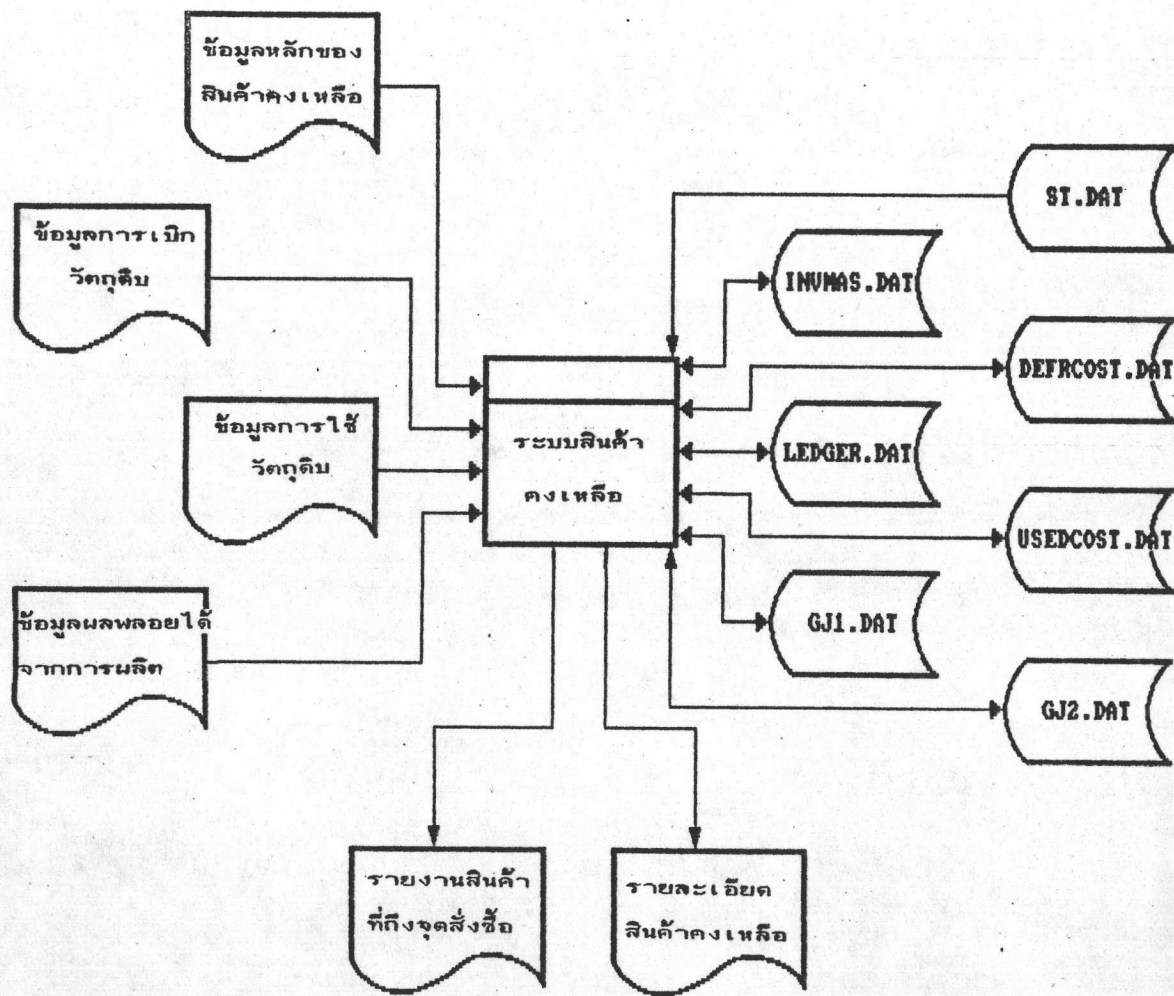 ข้อมูลหลักของ
สินค้าคงเหลือ
ข้อมูลการเบิก
วัตถุดิบ
ข้อมูลการใช้
วัตถุดิบ
ข้อมูลผลพลอยได้
จากการผลิต
ระบบสินค้า
คงเหลือ
ST.DAT
INVMAS.DAT
DEFRCOST.DAT
LEDGER.DAT
USEDCOST.DAT
GJ1.DAT
GJ2.DAT
รายงานสินค้า
ที่ถึงจุดสั่งซื้อ
รายละเอียด
สินค้าคงเหลือ